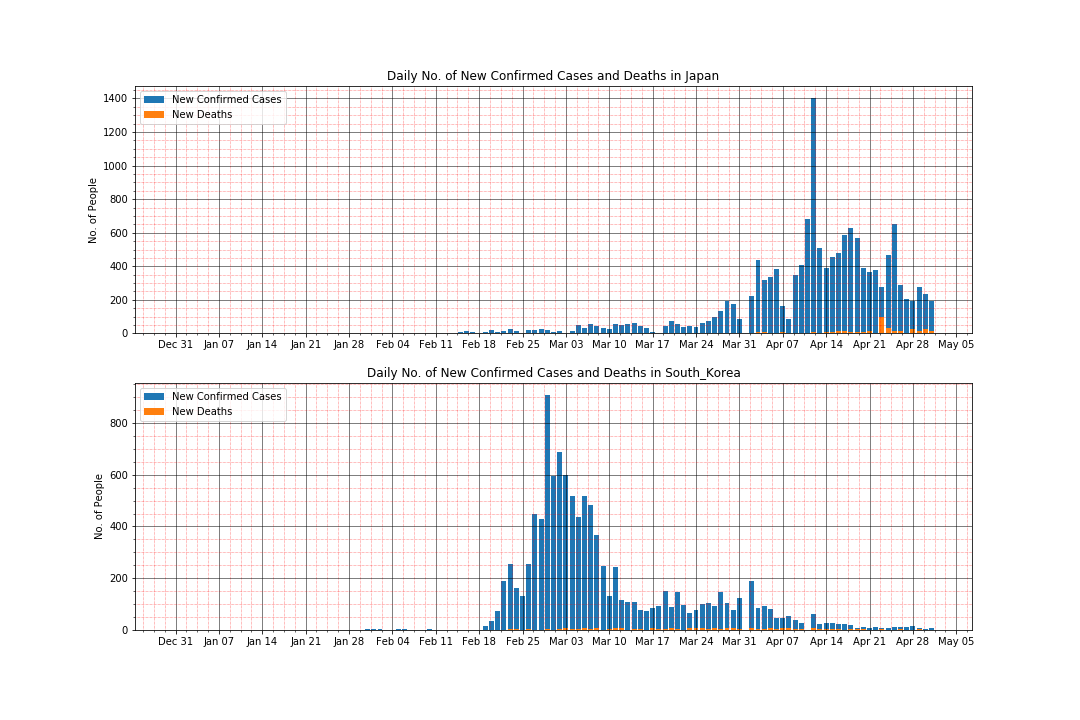 Daily No. of New Confirmed Cases and Deaths in Japan
New Confirmed Cases
New Deaths
No. of People
1400
1200
1000
800
600
400
200
0
Dec 31 Jan 07 Jan 14 Jan 21 Jan 28 Feb 04 Feb 11 Feb 18 Feb 25 Mar 03 Mar 10 Mar 17 Mar 24 Mar 31 Apr 07 Apr 14 Apr 21 Apr 28 May 05
Daily No. of New Confirmed Cases and Deaths in South_Korea
New Confirmed Cases
New Deaths
No. of People
800
600
400
200
0
Dec 31 Jan 07 Jan 14 Jan 21 Jan 28 Feb 04 Feb 11 Feb 18 Feb 25 Mar 03 Mar 10 Mar 17 Mar 24 Mar 31 Apr 07 Apr 14 Apr 21 Apr 28 May 05